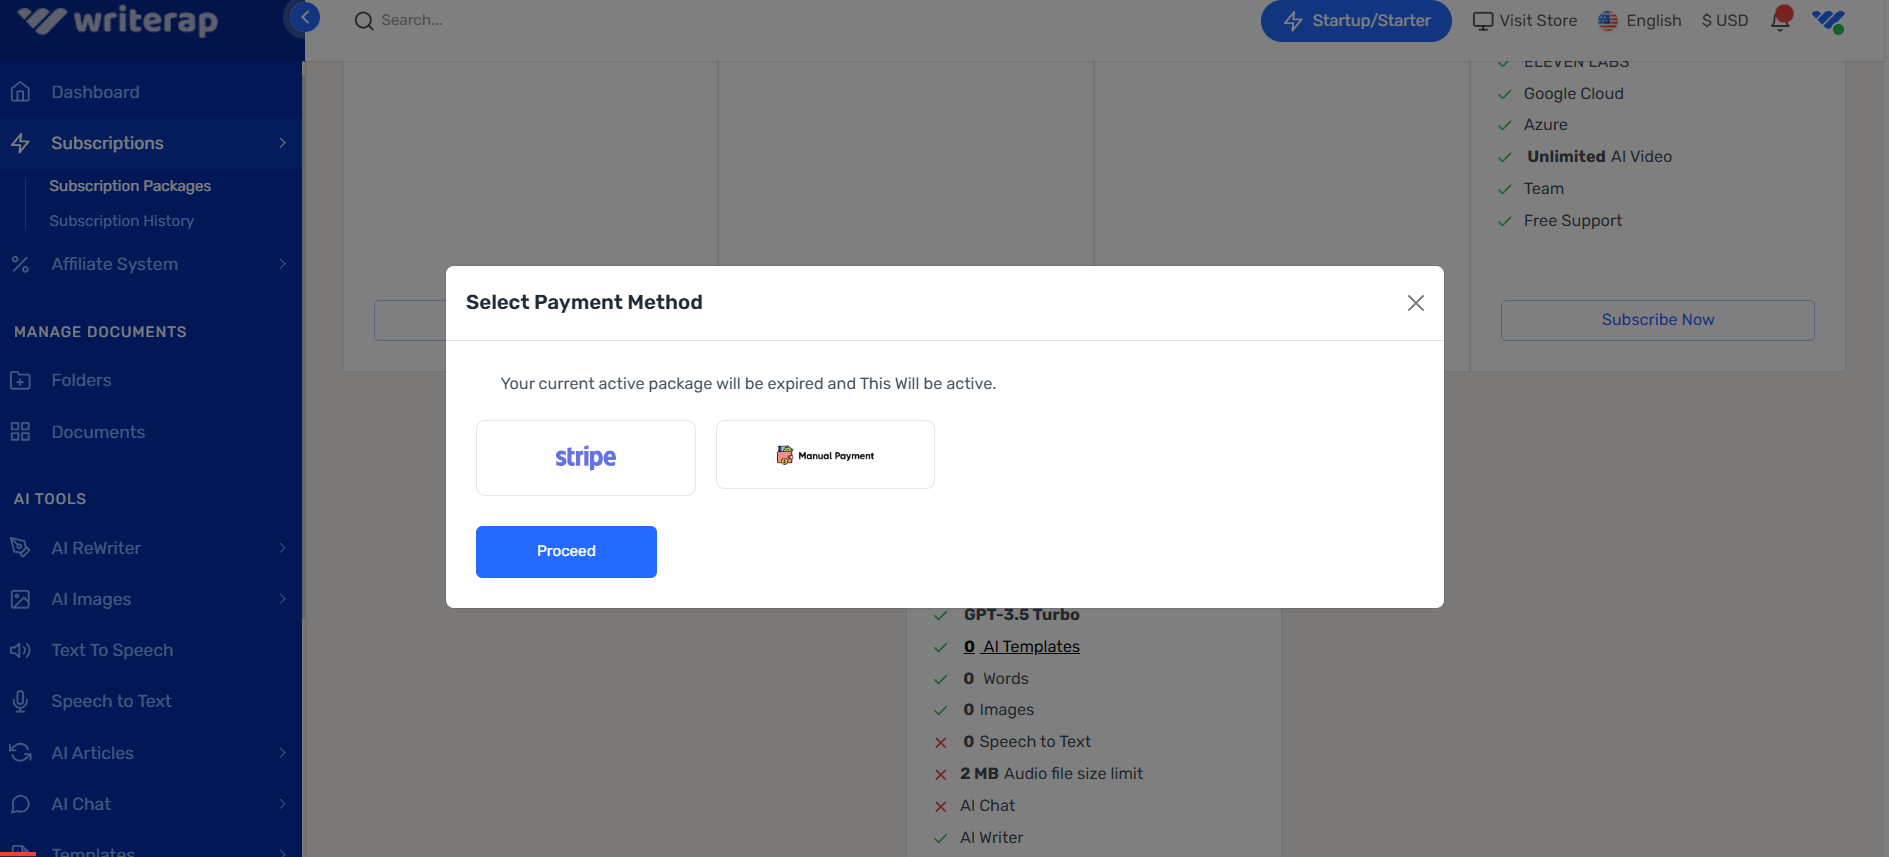 writerap
Search...
Startup/Starter
Visit Store
English
$ USD
Dashboard
Subscriptions
Subscription Packages
Subscription History
Affiliate System
MANAGE DOCUMENTS
Folders
Documents
AI TOOLS
AI ReWriter
AI Images
Text To Speech
Speech to Text
AI Articles
AI Chat
Templates
ELEVEN LABS
Google Cloud
Azure
Unlimited AI Video
Team
Free Support
Subscribe Now
Select Payment Method
Your current active package will be expired and This Will be active.
stripe
Manual Payment
Proceed
GPT-3.5 Turbo
0 AI Templates
0 Words
0 Images
0 Speech to Text
2 MB Audio file size limit
AI Chat
AI Writer